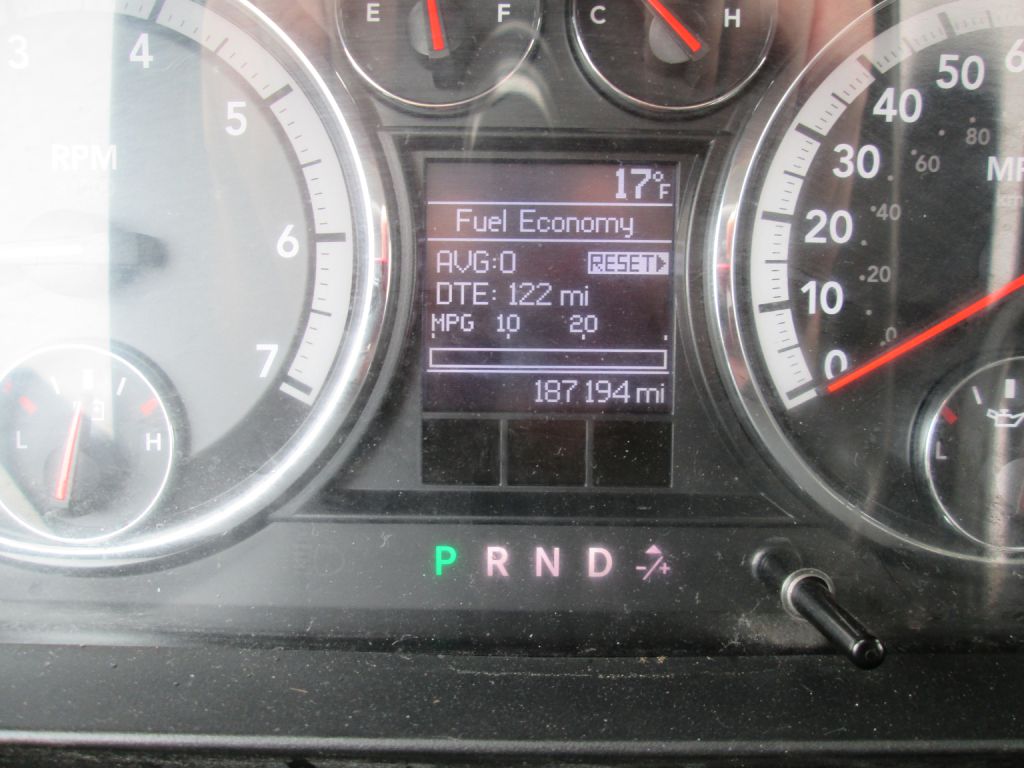 E F
C H
3
4
5
6
7
RPM
L H
17°F
Fuel Economy
AVG:0 RESET
DTE: 122 mi
MPG 10 20
187194 mi
P R N D -/+
50
40
30
20
10
0
80
60
40
20
0
L